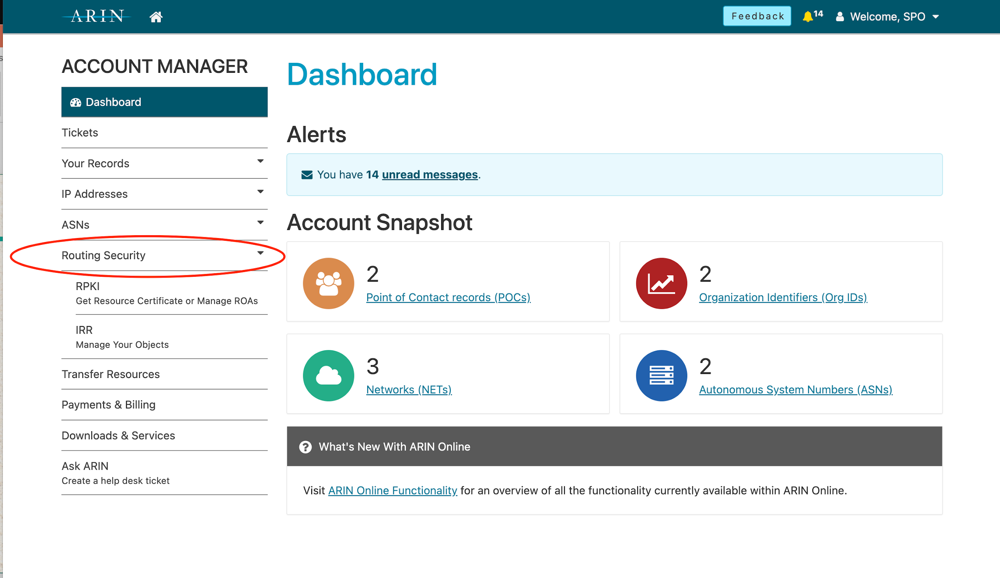 ARIN
Feedback
14
Welcome, SPO
ACCOUNT MANAGER
Dashboard
Tickets
Your Records
IP Addresses
ASNs
Routing Security
RPKI
Get Resource Certificate or Manage ROAs
IRR
Manage Your Objects
Transfer Resources
Payments & Billing
Downloads & Services
Ask ARIN
Create a help desk ticket
Dashboard
Alerts
You have 14 unread messages.
Account Snapshot
2
Point of Contact records (POCs)
2
Organization Identifiers (Org IDs)
3
Networks (NETs)
2
Autonomous System Numbers (ASNs)
What's New With ARIN Online
Visit ARIN Online Functionality for an overview of all the functionality currently available within ARIN Online.